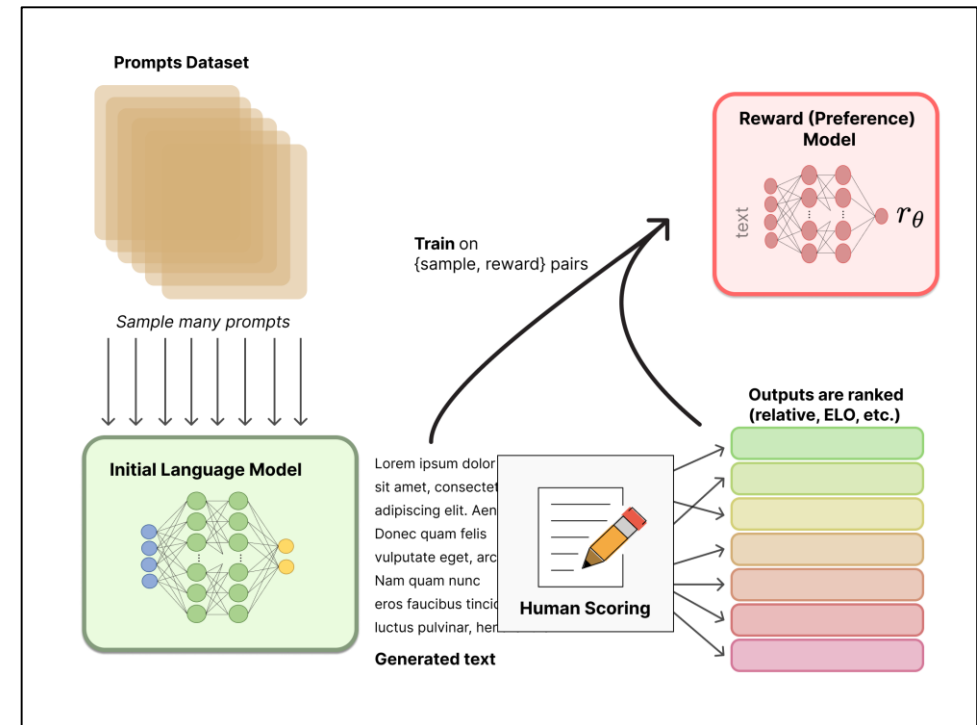 Prompts Dataset
Sample many prompts
Initial Language Model
Train on
{sample, reward} pairs
Lorem ipsum dolor
sit amet, consectet
adipiscing elit. Aen
Donec quam felis
vulputate eget, arc
Nam quam nunc
eros faucibus tincid
luctus pulvinar, her
Generated text
Human Scoring
Reward (Preference)
Model
text
r_θ
Outputs are ranked
(relative, ELO, etc.)